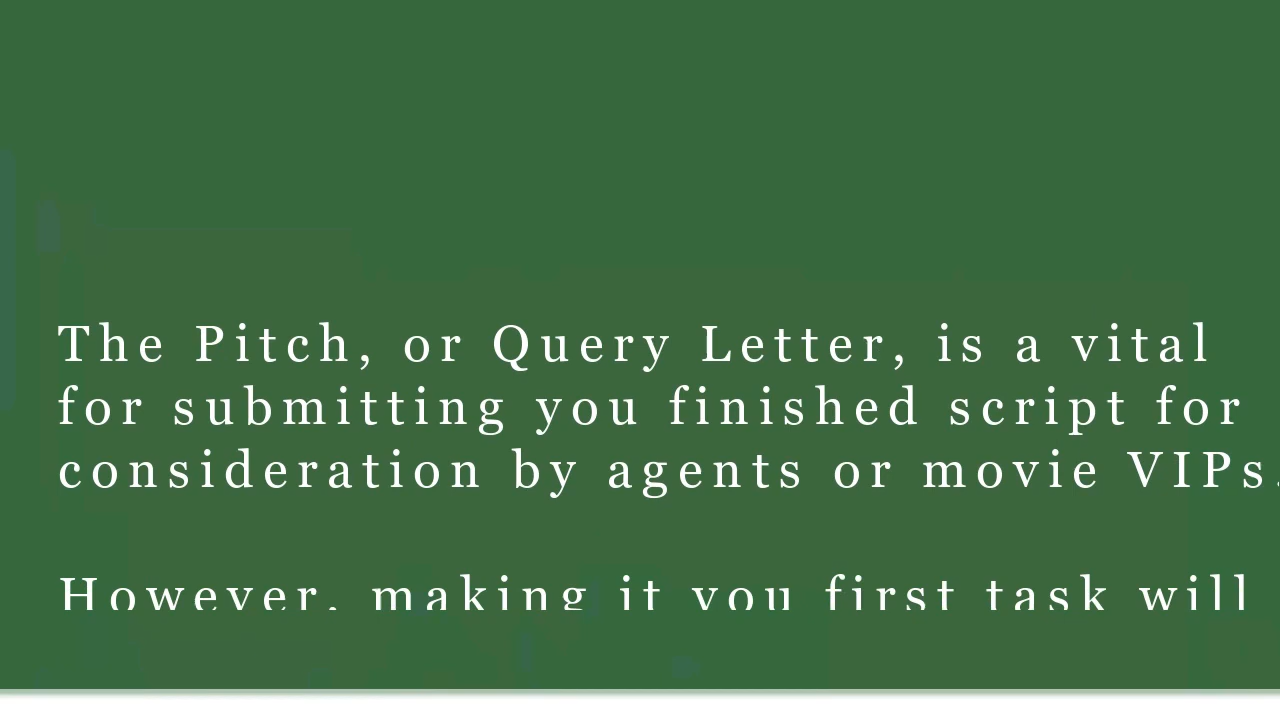 The Pitch, or Query Letter, is a vital
for submitting you finished script for
consideration by agents or movie VIPs.
However, making it you first task will